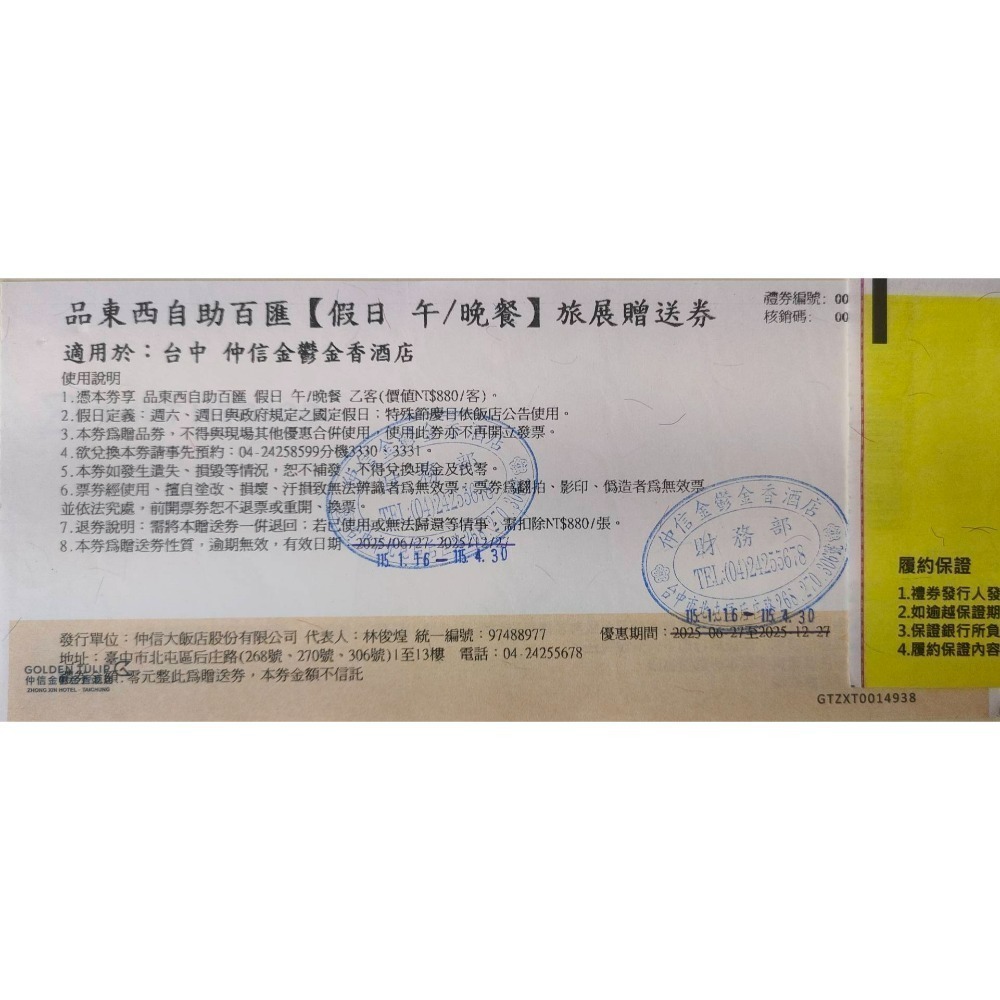 品東西自助百匯【假日 午/晚餐】旅展贈送券
禮券編號: 00
核銷碼: 00
適用於：台中 仲信金鬱金香酒店
使用說明
1.憑本券享 品東西自助百匯 假日 午/晚餐 乙客(價值NT$880/客)。
2.假日定義：週六、週日與政府規定之國定假日；特殊節慶日依飯店公告使用。
3.本券為贈品券，不得與現場其他優惠合併使用，使用此券亦不再開立發票。
4.欲兌換本券請事先預約：04-24258599分機3330、3331。
5.本券如發生遺失、損毀等情況，恕不補發、不得兌換現金及找零。
6.票券經使用、擅自塗改、損壞、汙損致無法辨識者為無效票，票券為翻拍、影印、偽造者為無效票
並依法究處，前開票券恕不退票或重開、換票。
7.退券說明：需將本贈送券一併退回；若已使用或無法歸還等情事，需扣除NT$880/張。
8.本券為贈送券性質，逾期無效，有效日期 2025/06/27-2025/12/27
115.1.16－115.4.30
仲信金鬱金香酒店
財務部
TEL:(04)24255678
115.1.16－115.4.30
發行單位：仲信大飯店股份有限公司 代表人：林俊煌 統一編號：97488977
優惠期間：2025-06-27至2025-12-27
地址：臺中市北屯區后庄路(268號、270號、306號)1至13樓 電話：04-24255678
零元整此為贈送券，本券金額不信託
GOLDEN TULIP
仲信金鬱金香酒店
ZHONG XIN HOTEL - TAICHUNG
GTZXT0014938
履約保證
1.禮券發行人發
2.如逾越保證期
3.保證銀行所負
4.履約保證內容